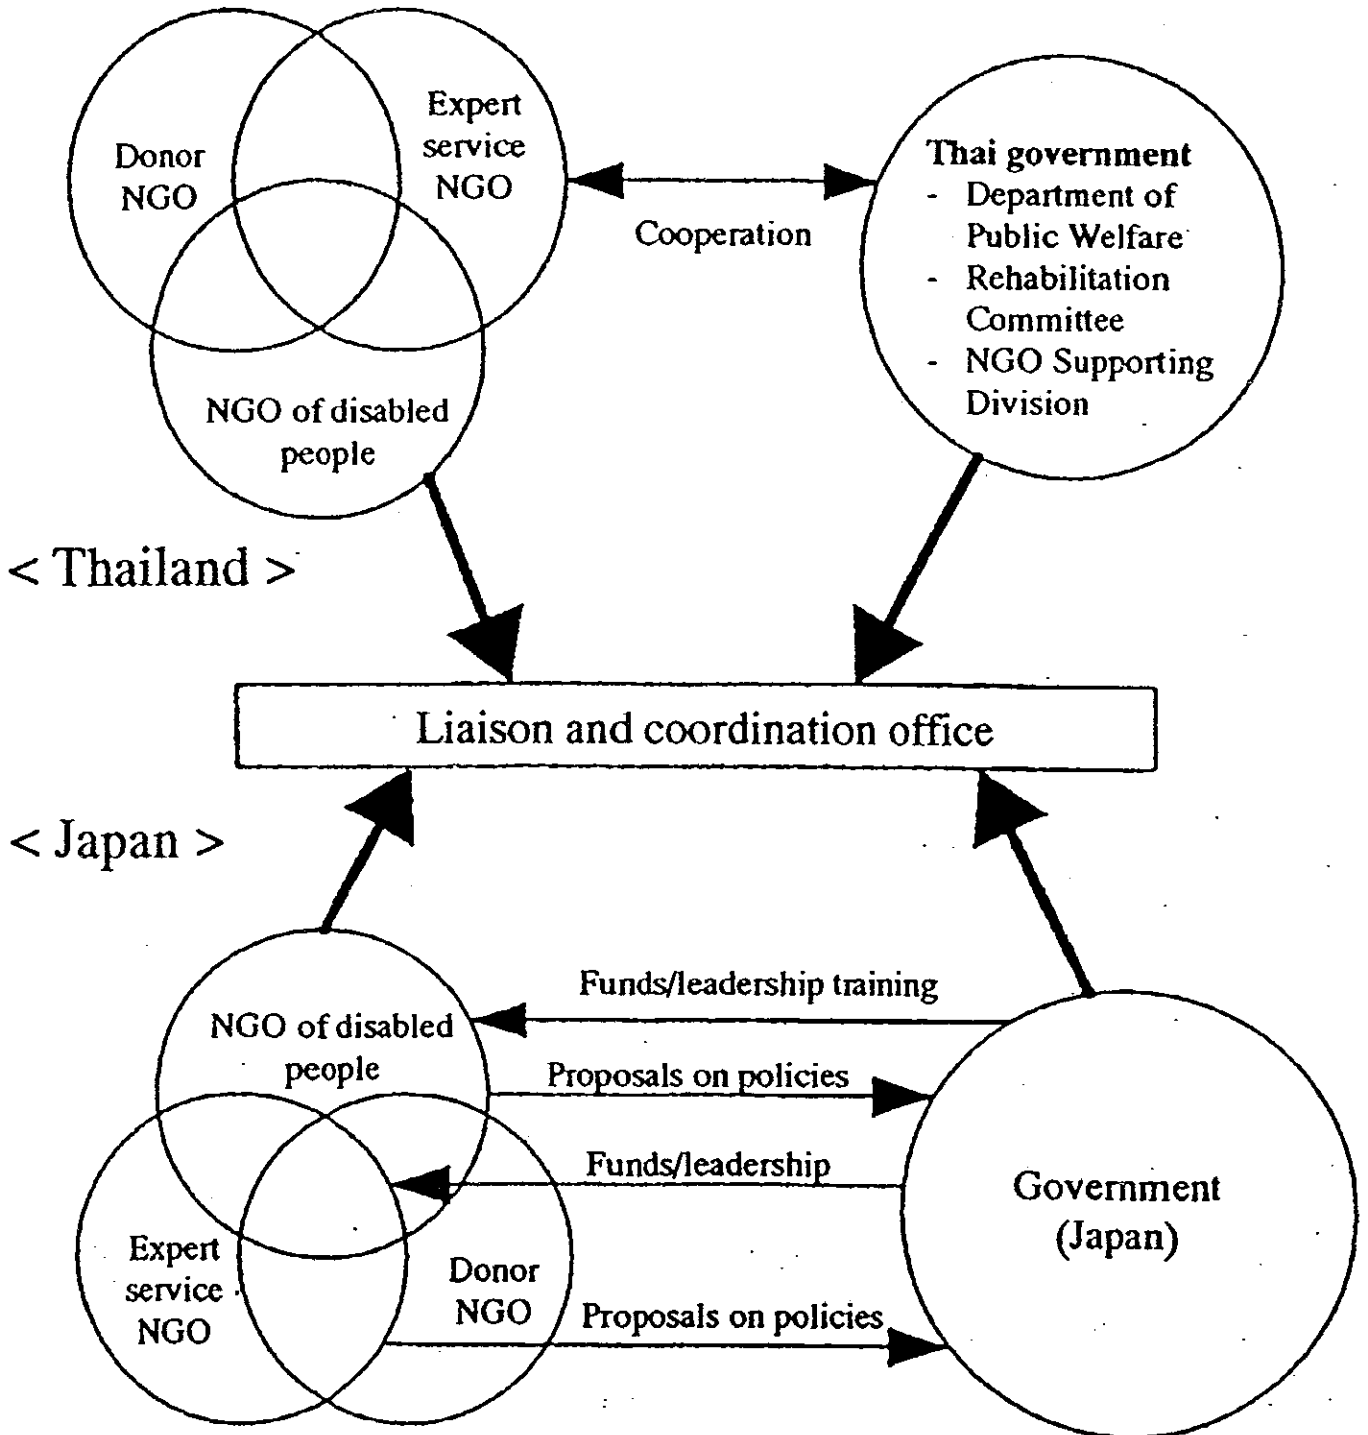 Donor
NGO
Expert
service
NGO
NGO of disabled
people
Cooperation
Thai government
- Department of
Public Welfare
- Rehabilitation
Committee
- NGO Supporting
Division
< Thailand >
Liaison and coordination office
< Japan >
NGO of disabled
people
Expert
service
NGO
Donor
NGO
Funds/leadership training
Proposals on policies
Funds/leadership
Proposals on policies
Government
(Japan)